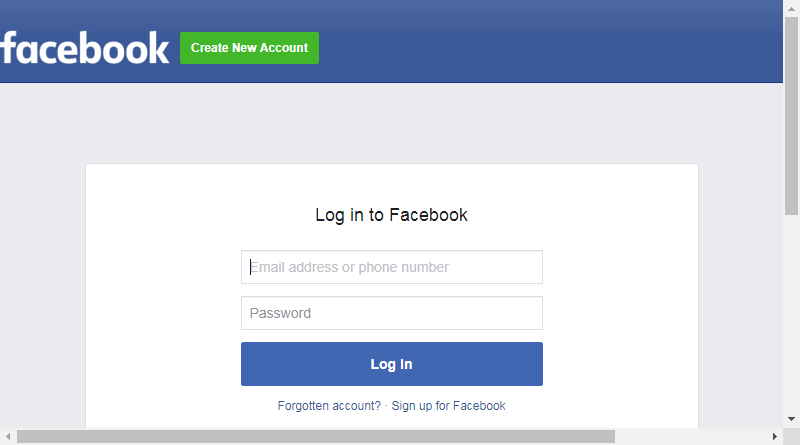 facebook
Create New Account
Log in to Facebook
Email address or phone number
Password
Log In
Forgotten account? · Sign up for Facebook